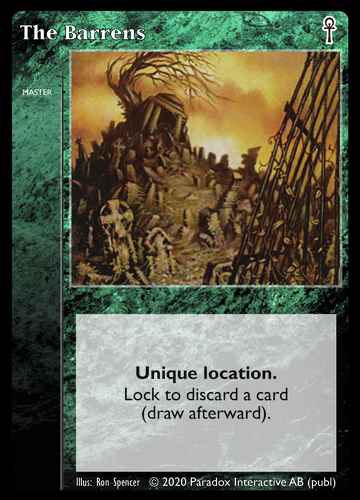 The Barrens
MASTER
Unique location.
Lock to discard a card
(draw afterward).
Illus: Ron Spencer © 2020 Paradox Interactive AB (publ)